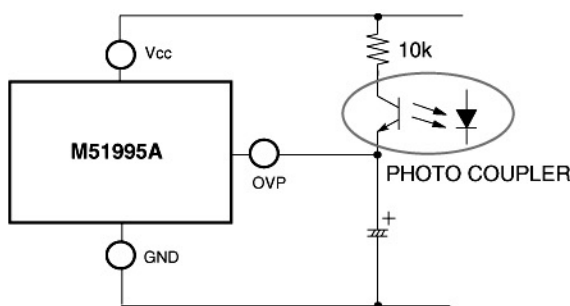 Vcc
10k
M51995A
OVP
PHOTO COUPLER
+
GND